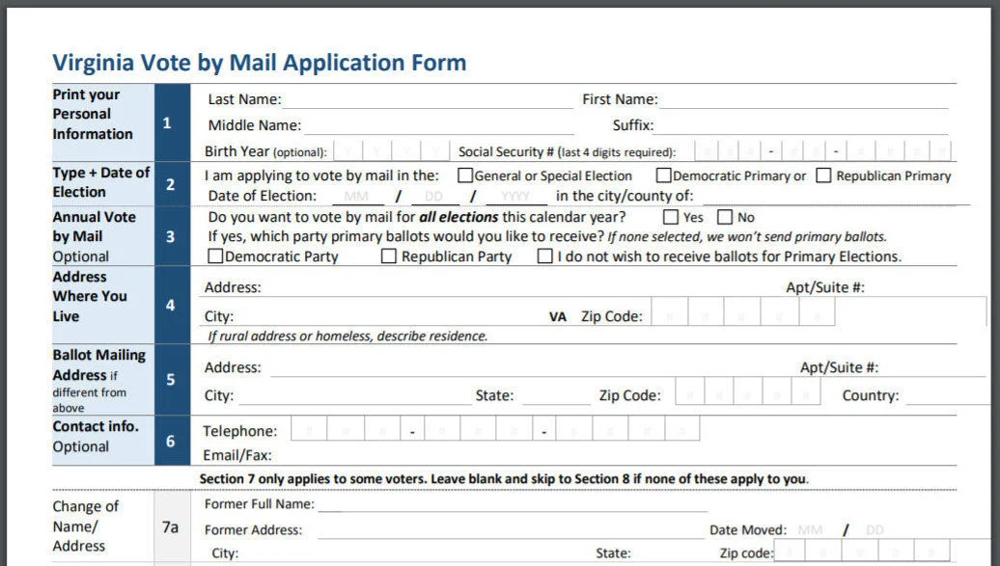 Virginia Vote by Mail Application Form
Print your Personal Information
1
Last Name: First Name:
Middle Name: Suffix:
Birth Year (optional): Y Y Y Y Social Security # (last 4 digits required): # # # - # # - # # # #
Type + Date of Election
2
I am applying to vote by mail in the: General or Special Election Democratic Primary or Republican Primary
Date of Election: MM / DD / YYYY in the city/county of:
Annual Vote by Mail
Optional
3
Do you want to vote by mail for all elections this calendar year? Yes No
If yes, which party primary ballots would you like to receive? If none selected, we won't send primary ballots.
Democratic Party Republican Party I do not wish to receive ballots for Primary Elections.
Address Where You Live
4
Address: Apt/Suite #:
City: VA Zip Code: # # # # #
If rural address or homeless, describe residence.
Ballot Mailing Address if different from above
5
Address: Apt/Suite #:
City: State: Zip Code: # # # # # Country:
Contact info.
Optional
6
Telephone: # # # - # # # - # # # #
Email/Fax:
Section 7 only applies to some voters. Leave blank and skip to Section 8 if none of these apply to you.
Change of Name/ Address
7a
Former Full Name:
Former Address: Date Moved: MM / DD
City: State: Zip code: # # # # #